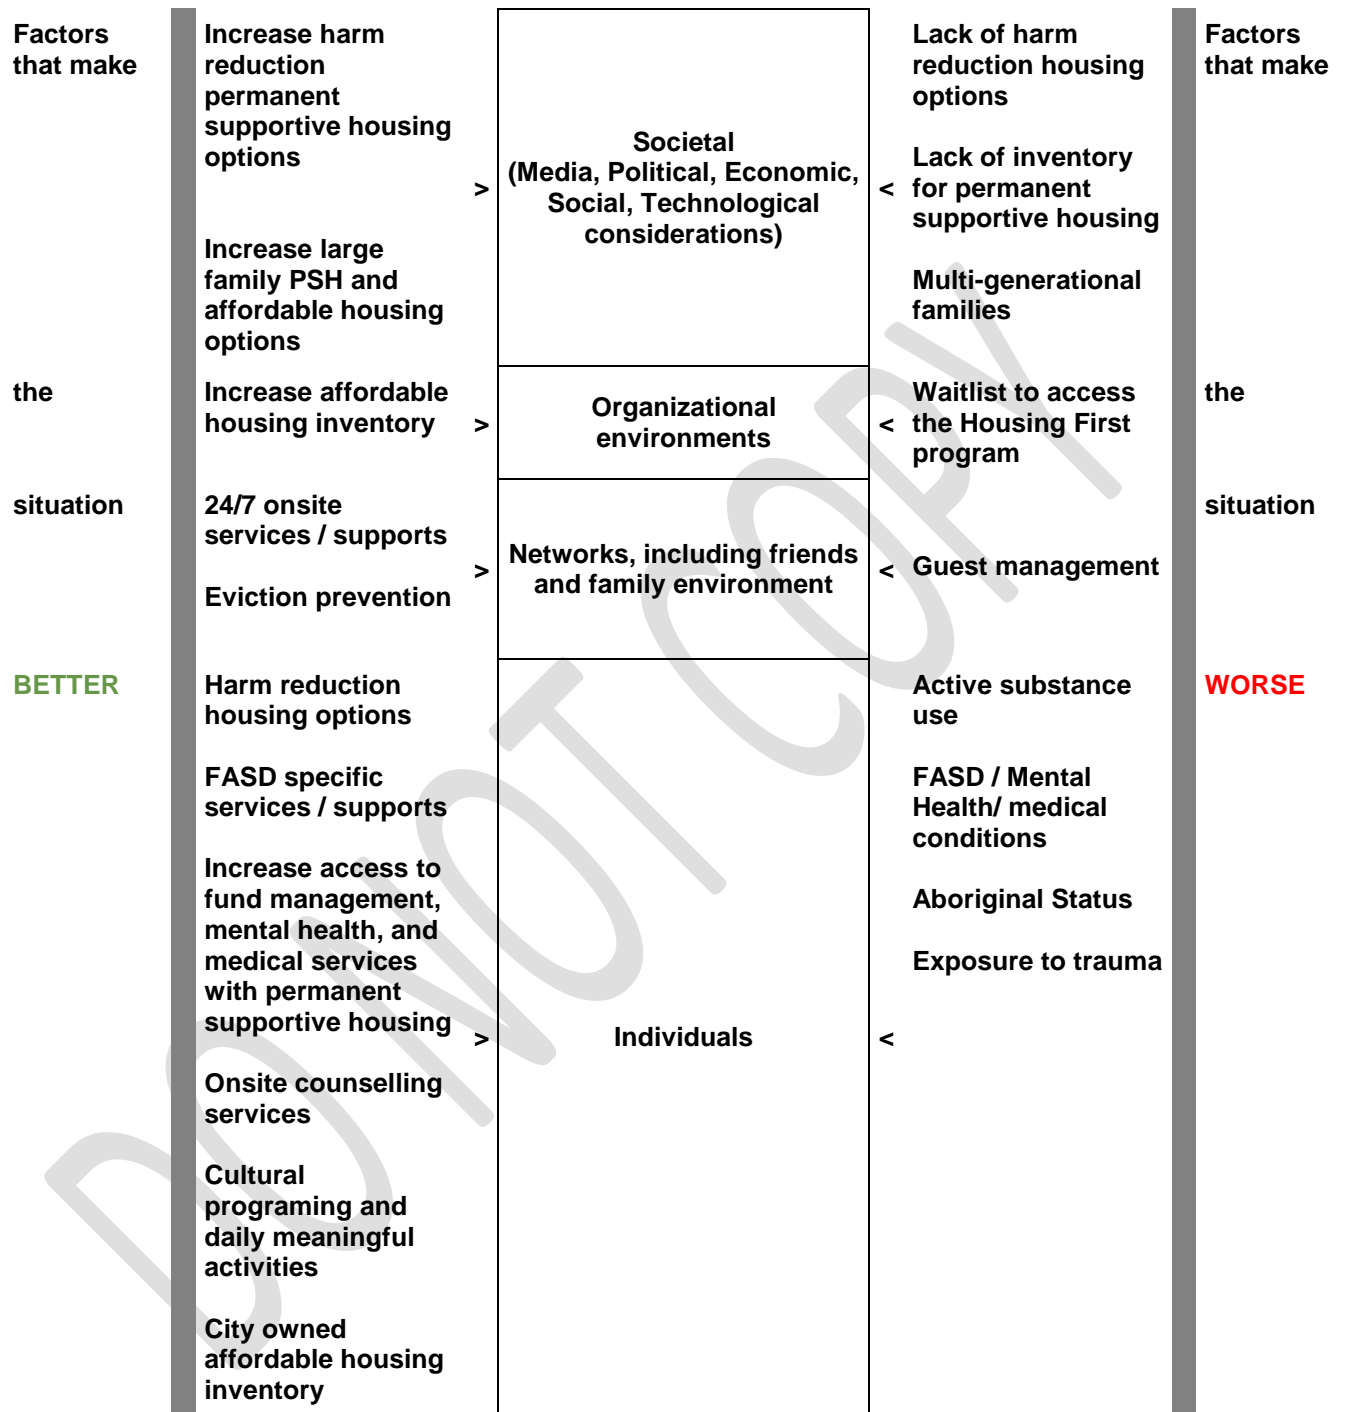 Factors
that make
the
situation
BETTER
Increase harm
reduction
permanent
supportive housing
options
Increase large
family PSH and
affordable housing
options
>
Societal
(Media, Political, Economic,
Social, Technological
considerations)
<
Lack of harm
reduction housing
options
Lack of inventory
for permanent
supportive housing
Multi-generational
families
Increase affordable
housing inventory
>
Organizational
environments
<
Waitlist to access
the Housing First
program
24/7 onsite
services / supports
Eviction prevention
>
Networks, including friends
and family environment
<
Guest management
Harm reduction
housing options
FASD specific
services / supports
Increase access to
fund management,
mental health, and
medical services
with permanent
supportive housing
Onsite counselling
services
Cultural
programing and
daily meaningful
activities
City owned
affordable housing
inventory
>
Individuals
<
Active substance
use
FASD / Mental
Health/ medical
conditions
Aboriginal Status
Exposure to trauma
Factors
that make
the
situation
WORSE
DO NOT COPY